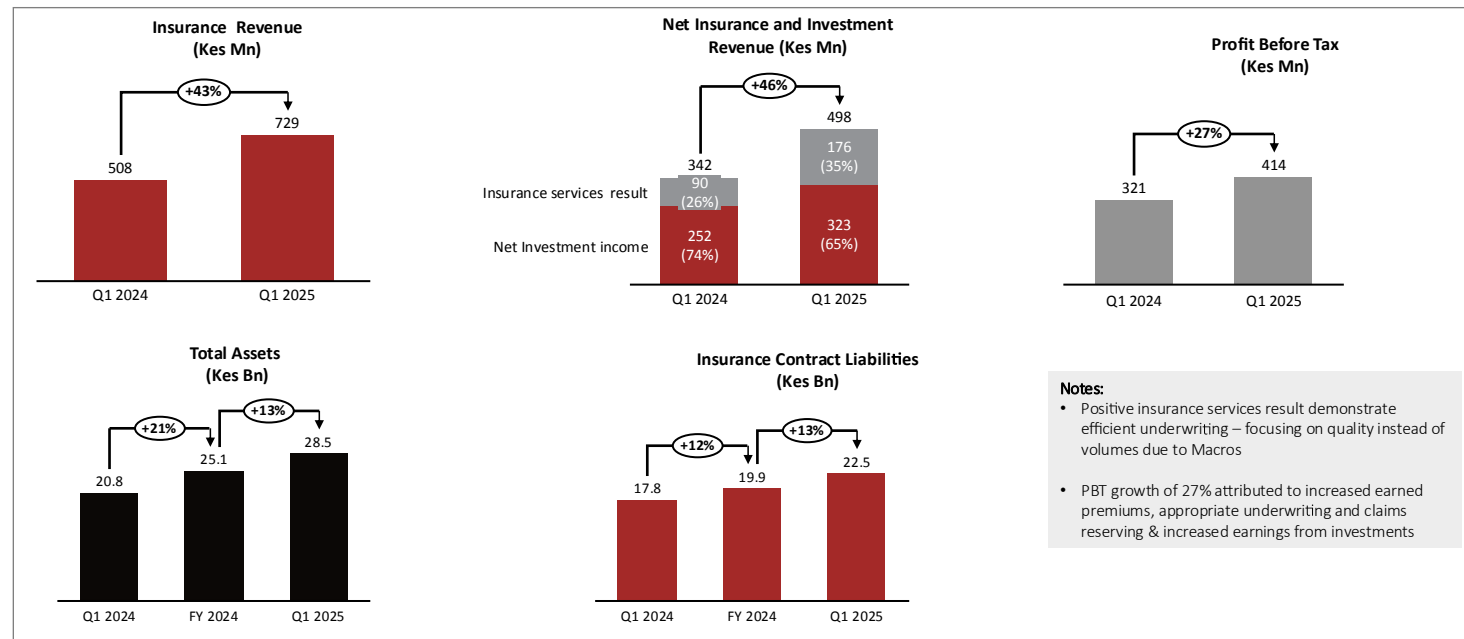 Insurance Revenue
(Kes Mn)
+43%
508
729
Q1 2024
Q1 2025
Net Insurance and Investment
Revenue (Kes Mn)
+46%
342
498
Insurance services result
90
(26%)
176
(35%)
Net Investment income
252
(74%)
323
(65%)
Q1 2024
Q1 2025
Profit Before Tax
(Kes Mn)
+27%
321
414
Q1 2024
Q1 2025
Total Assets
(Kes Bn)
+21%
+13%
20.8
25.1
28.5
Q1 2024
FY 2024
Q1 2025
Insurance Contract Liabilities
(Kes Bn)
+12%
+13%
17.8
19.9
22.5
Q1 2024
FY 2024
Q1 2025
Notes:
• Positive insurance services result demonstrate
efficient underwriting – focusing on quality instead of
volumes due to Macros
• PBT growth of 27% attributed to increased earned
premiums, appropriate underwriting and claims
reserving & increased earnings from investments